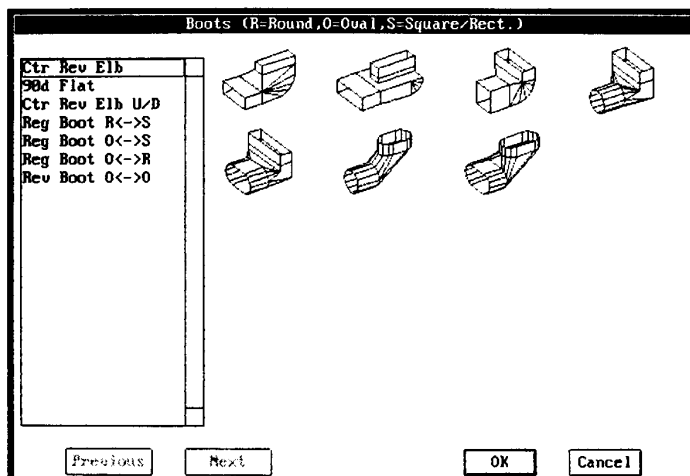 Boots (R=Round,O=Oval,S=Square/Rect.)
Ctr Rev Elb
90d Flat
Ctr Rev Elb U/D
Reg Boot R<->S
Reg Boot O<->S
Reg Boot O<->R
Rev Boot O<->O
Previous
Next
OK
Cancel